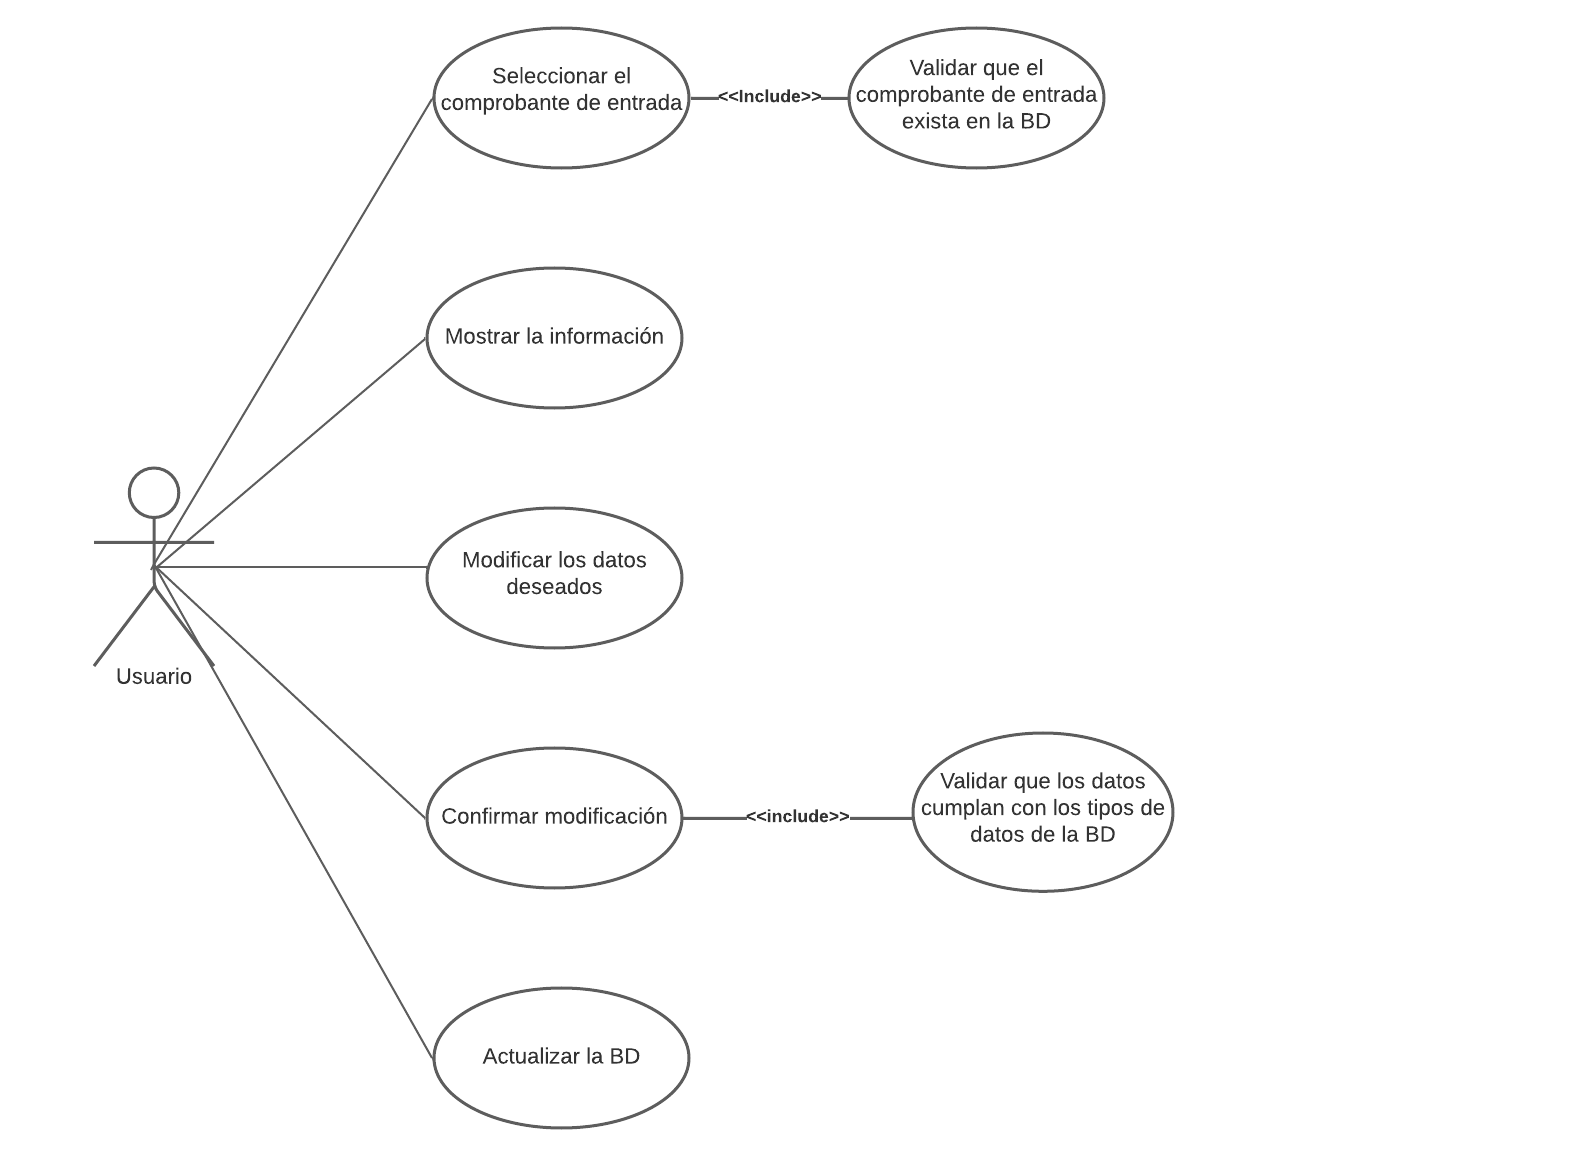 Seleccionar el
comprobante de entrada
<<Include>>
Validar que el
comprobante de entrada
exista en la BD
Mostrar la información
Modificar los datos
deseados
Usuario
Confirmar modificación
<<include>>
Validar que los datos
cumplan con los tipos de
datos de la BD
Actualizar la BD